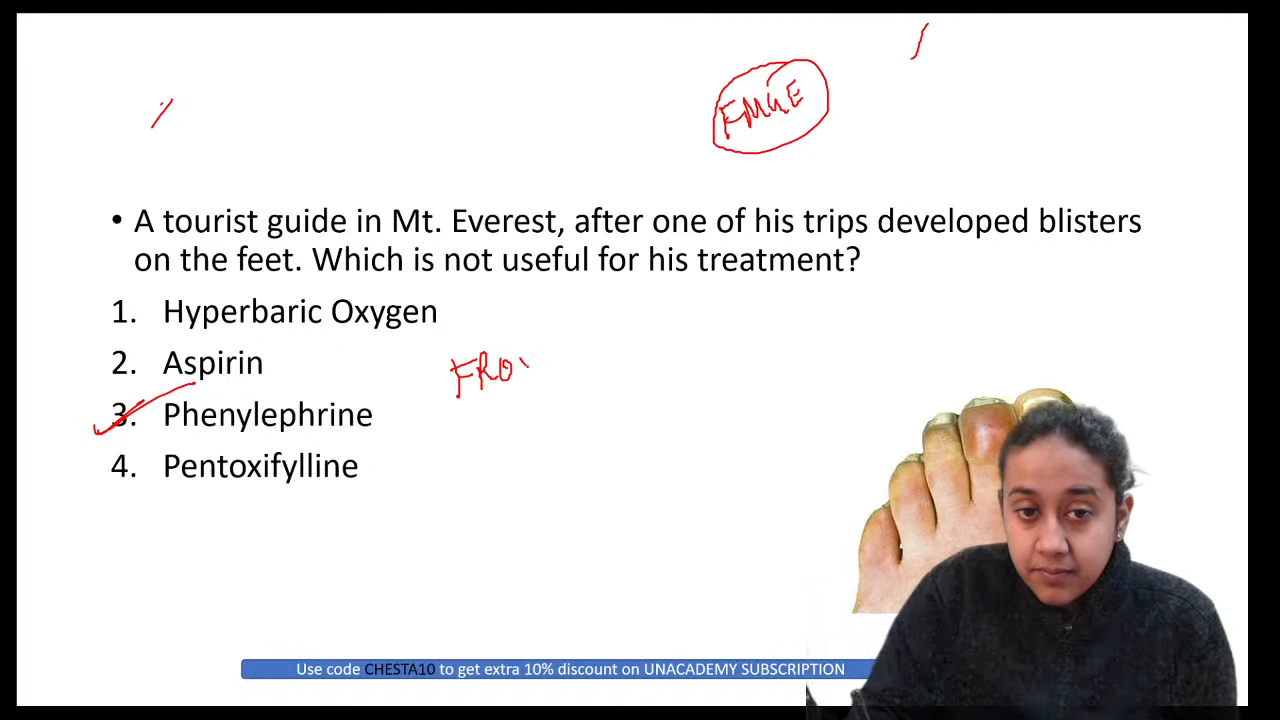 FMGE
• A tourist guide in Mt. Everest, after one of his trips developed blisters
on the feet. Which is not useful for his treatment?
1. Hyperbaric Oxygen
2. Aspirin
FRO
3. Phenylephrine
4. Pentoxifylline
Use code CHESTA10 to get extra 10% discount on UNACADEMY SUBSCRIPTION